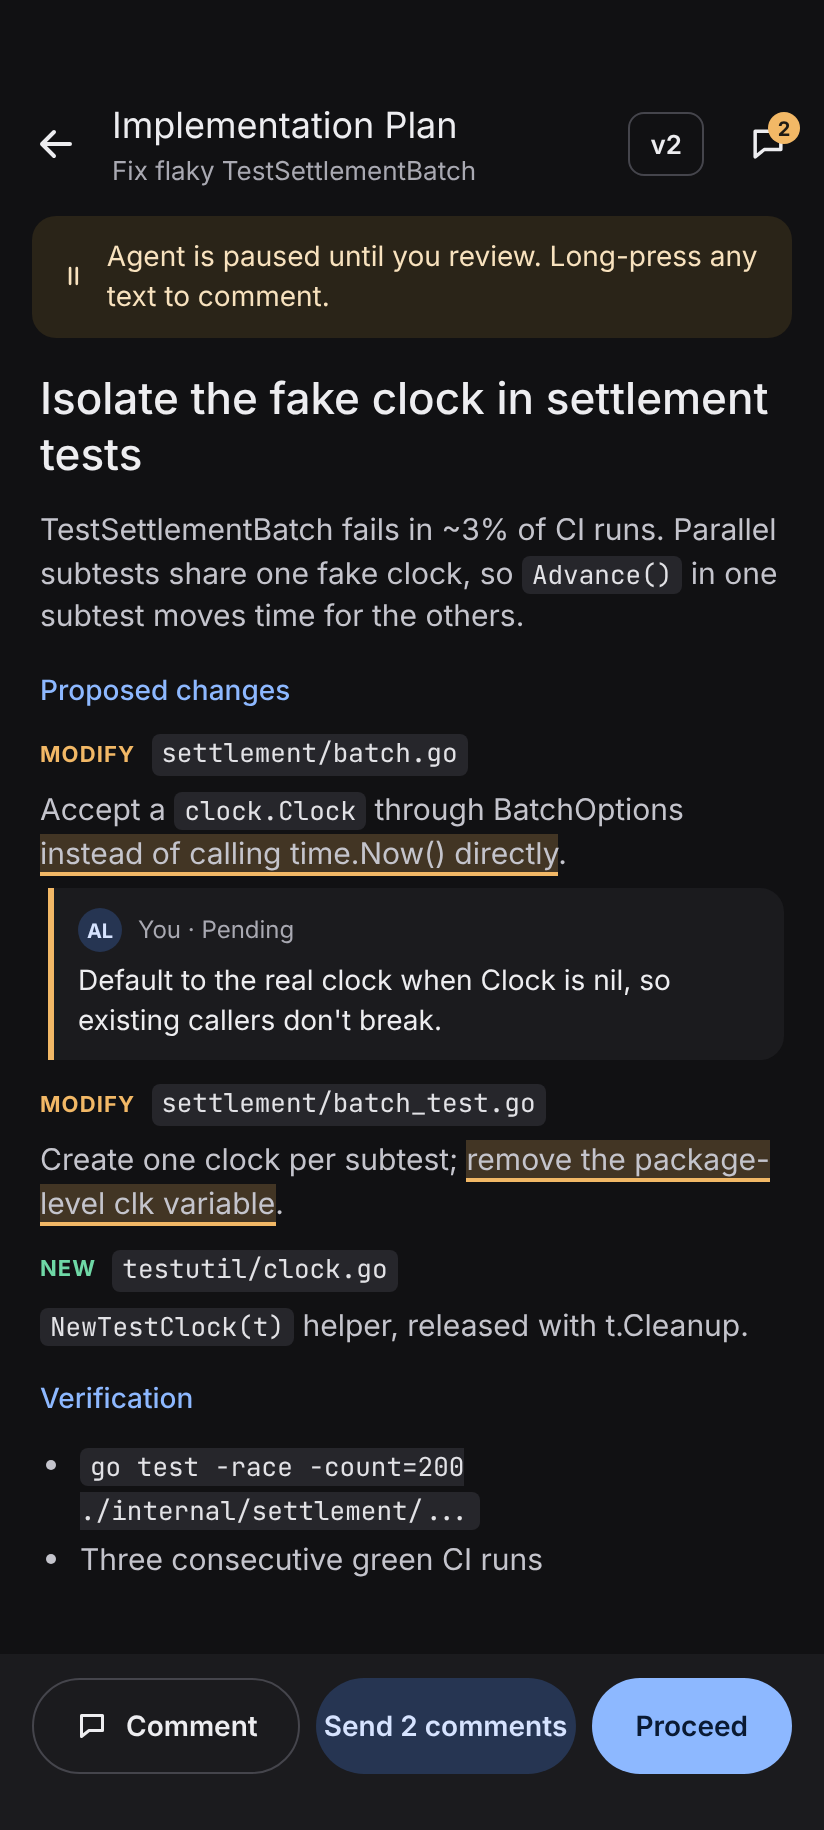 Implementation Plan
Fix flaky TestSettlementBatch
v2
2
Agent is paused until you review. Long-press any
text to comment.
Isolate the fake clock in settlement
tests
TestSettlementBatch fails in ~3% of CI runs. Parallel
subtests share one fake clock, so Advance() in one
subtest moves time for the others.
Proposed changes
MODIFY settlement/batch.go
Accept a clock.Clock through BatchOptions
instead of calling time.Now() directly.
AL You · Pending
Default to the real clock when Clock is nil, so
existing callers don't break.
MODIFY settlement/batch_test.go
Create one clock per subtest; remove the package-
level clk variable.
NEW testutil/clock.go
NewTestClock(t) helper, released with t.Cleanup.
Verification
• go test -race -count=200
./internal/settlement/...
• Three consecutive green CI runs
Comment
Send 2 comments
Proceed